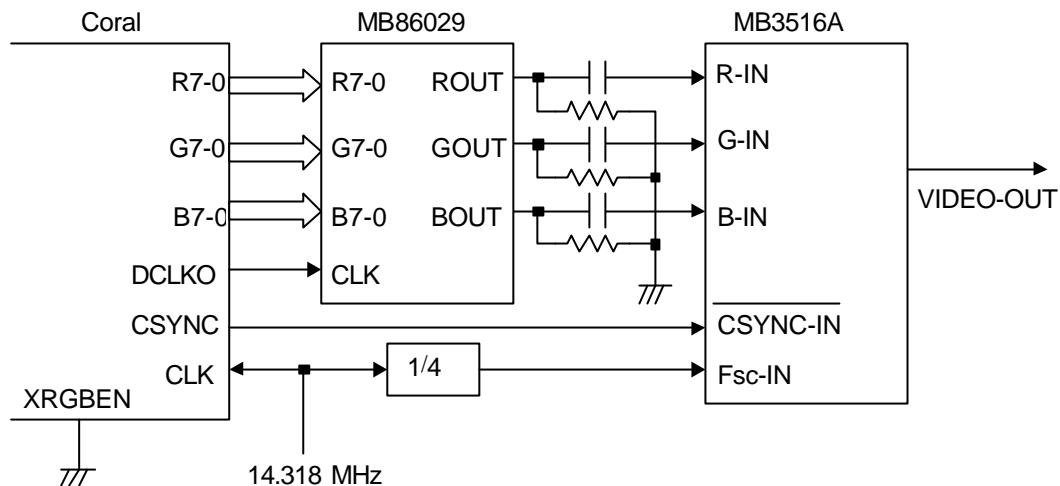 Coral
MB86029
MB3516A
R7-0
R7-0
ROUT
R-IN
G7-0
G7-0
GOUT
G-IN
B7-0
B7-0
BOUT
B-IN
VIDEO-OUT
DCLKO
CLK
CSYNC
CSYNC-IN
CLK
1/4
Fsc-IN
XRGBEN
14.318 MHz